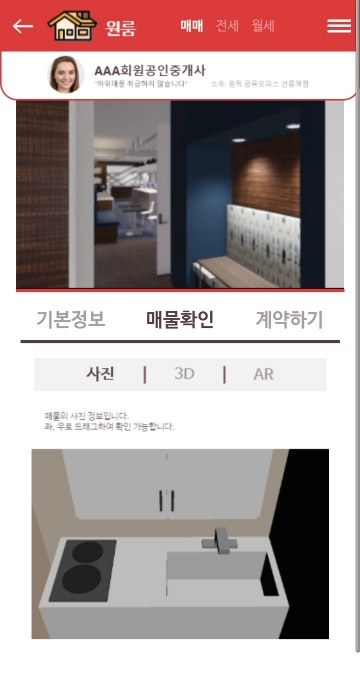 원룸 매매 전세 월세
AAA회원공인중개사
"허위매물 취급하지 않습니다" 소속: 원픽 공유오피스 선릉역점
기본정보 매물확인 계약하기
사진 | 3D | AR
매물의 사진 정보입니다.
좌, 우로 드래그하여 확인 가능합니다.